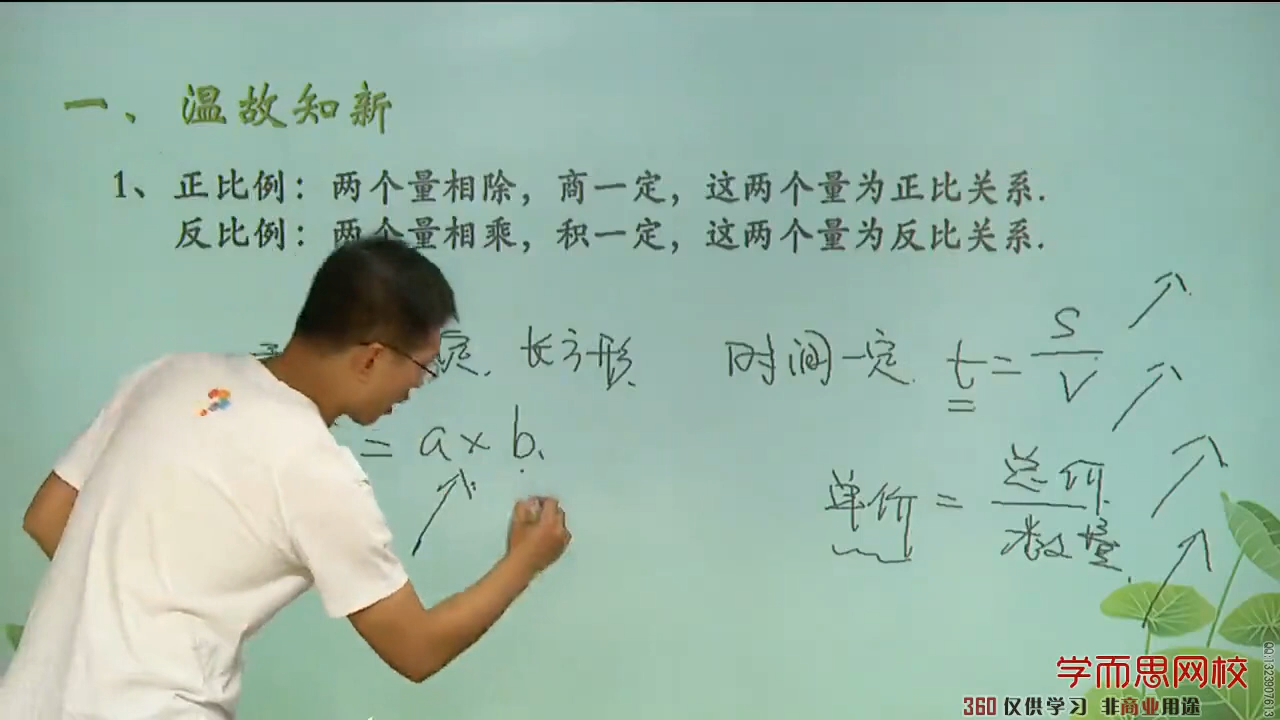 一、温故知新
1、正比例：两个量相除，商一定，这两个量为正比关系.
反比例：两个量相乘，积一定，这两个量为反比关系.
定. 长方形.
= a × b.
时间一定. t = S/V
单价 = 总价/数量.
学而思网校
360 仅供学习 非商业用途
QQ:1323907613